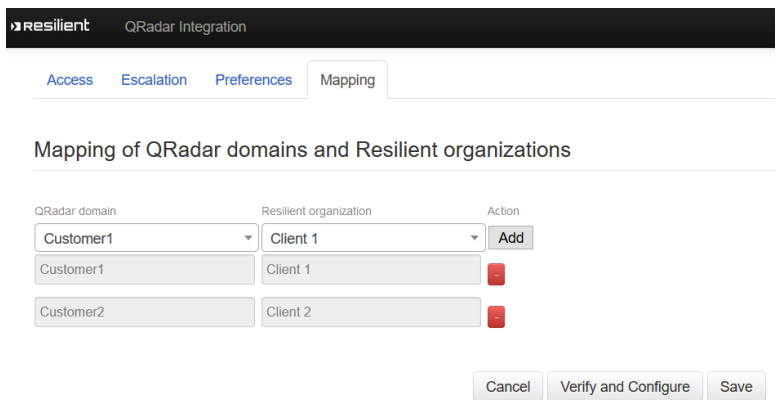 Resilient QRadar Integration
Access Escalation Preferences Mapping
Mapping of QRadar domains and Resilient organizations
QRadar domain Resilient organization Action
Customer1 Client 1 Add
Customer1 Client 1 -
Customer2 Client 2 -
Cancel Verify and Configure Save